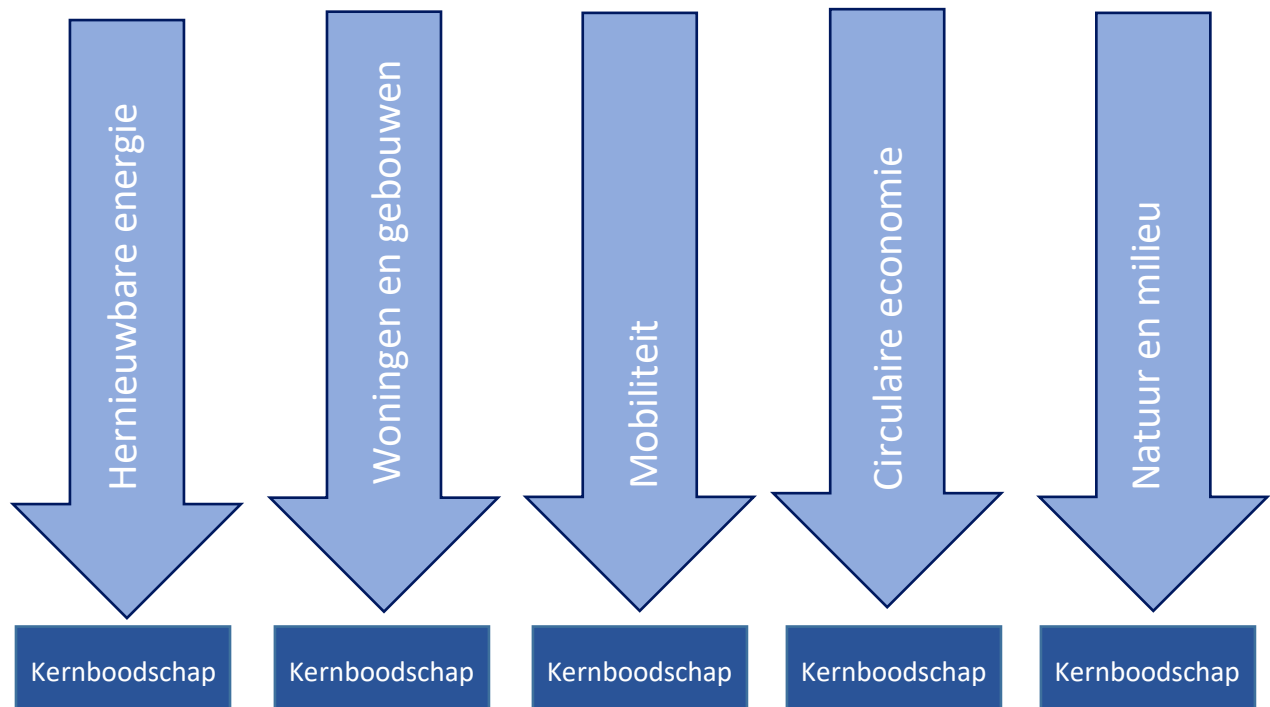 Hernieuwbare energie
Woningen en gebouwen
Mobiliteit
Circulaire economie
Natuur en milieu
Kernboodschap
Kernboodschap
Kernboodschap
Kernboodschap
Kernboodschap